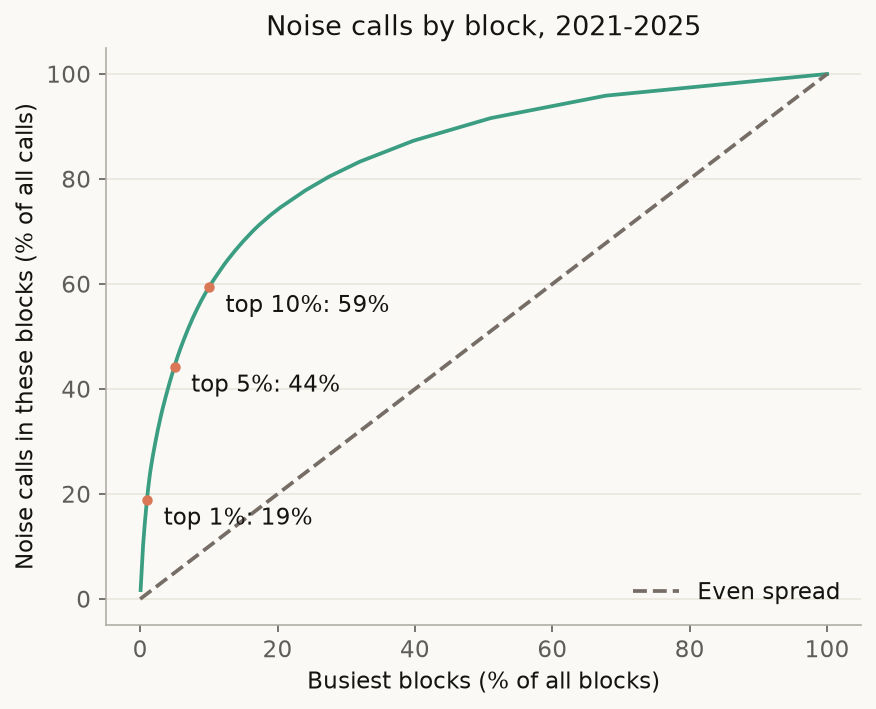 Noise calls by block, 2021-2025
Noise calls in these blocks (% of all calls)
100
80
60
40
20
0
top 10%: 59%
top 5%: 44%
top 1%: 19%
Even spread
0 20 40 60 80 100
Busiest blocks (% of all blocks)